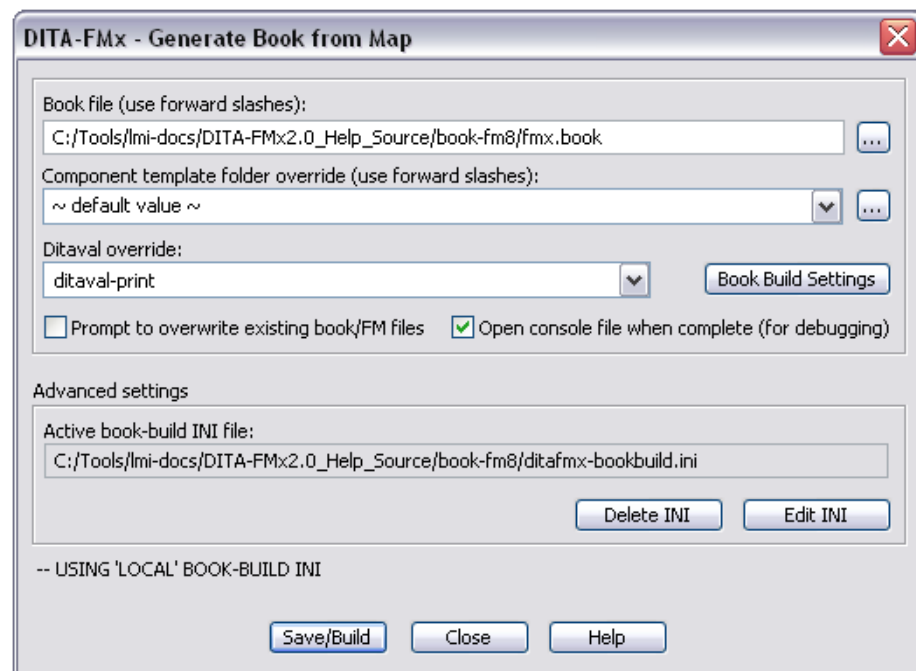 DITA-FMx - Generate Book from Map
Book file (use forward slashes):
C:/Tools/lmi-docs/DITA-FMx2.0_Help_Source/book-fm8/fmx.book
...
Component template folder override (use forward slashes):
~ default value ~
...
Ditaval override:
ditaval-print
Book Build Settings
Prompt to overwrite existing book/FM files
Open console file when complete (for debugging)
Advanced settings
Active book-build INI file:
C:/Tools/lmi-docs/DITA-FMx2.0_Help_Source/book-fm8/ditafmx-bookbuild.ini
Delete INI
Edit INI
-- USING 'LOCAL' BOOK-BUILD INI
Save/Build
Close
Help